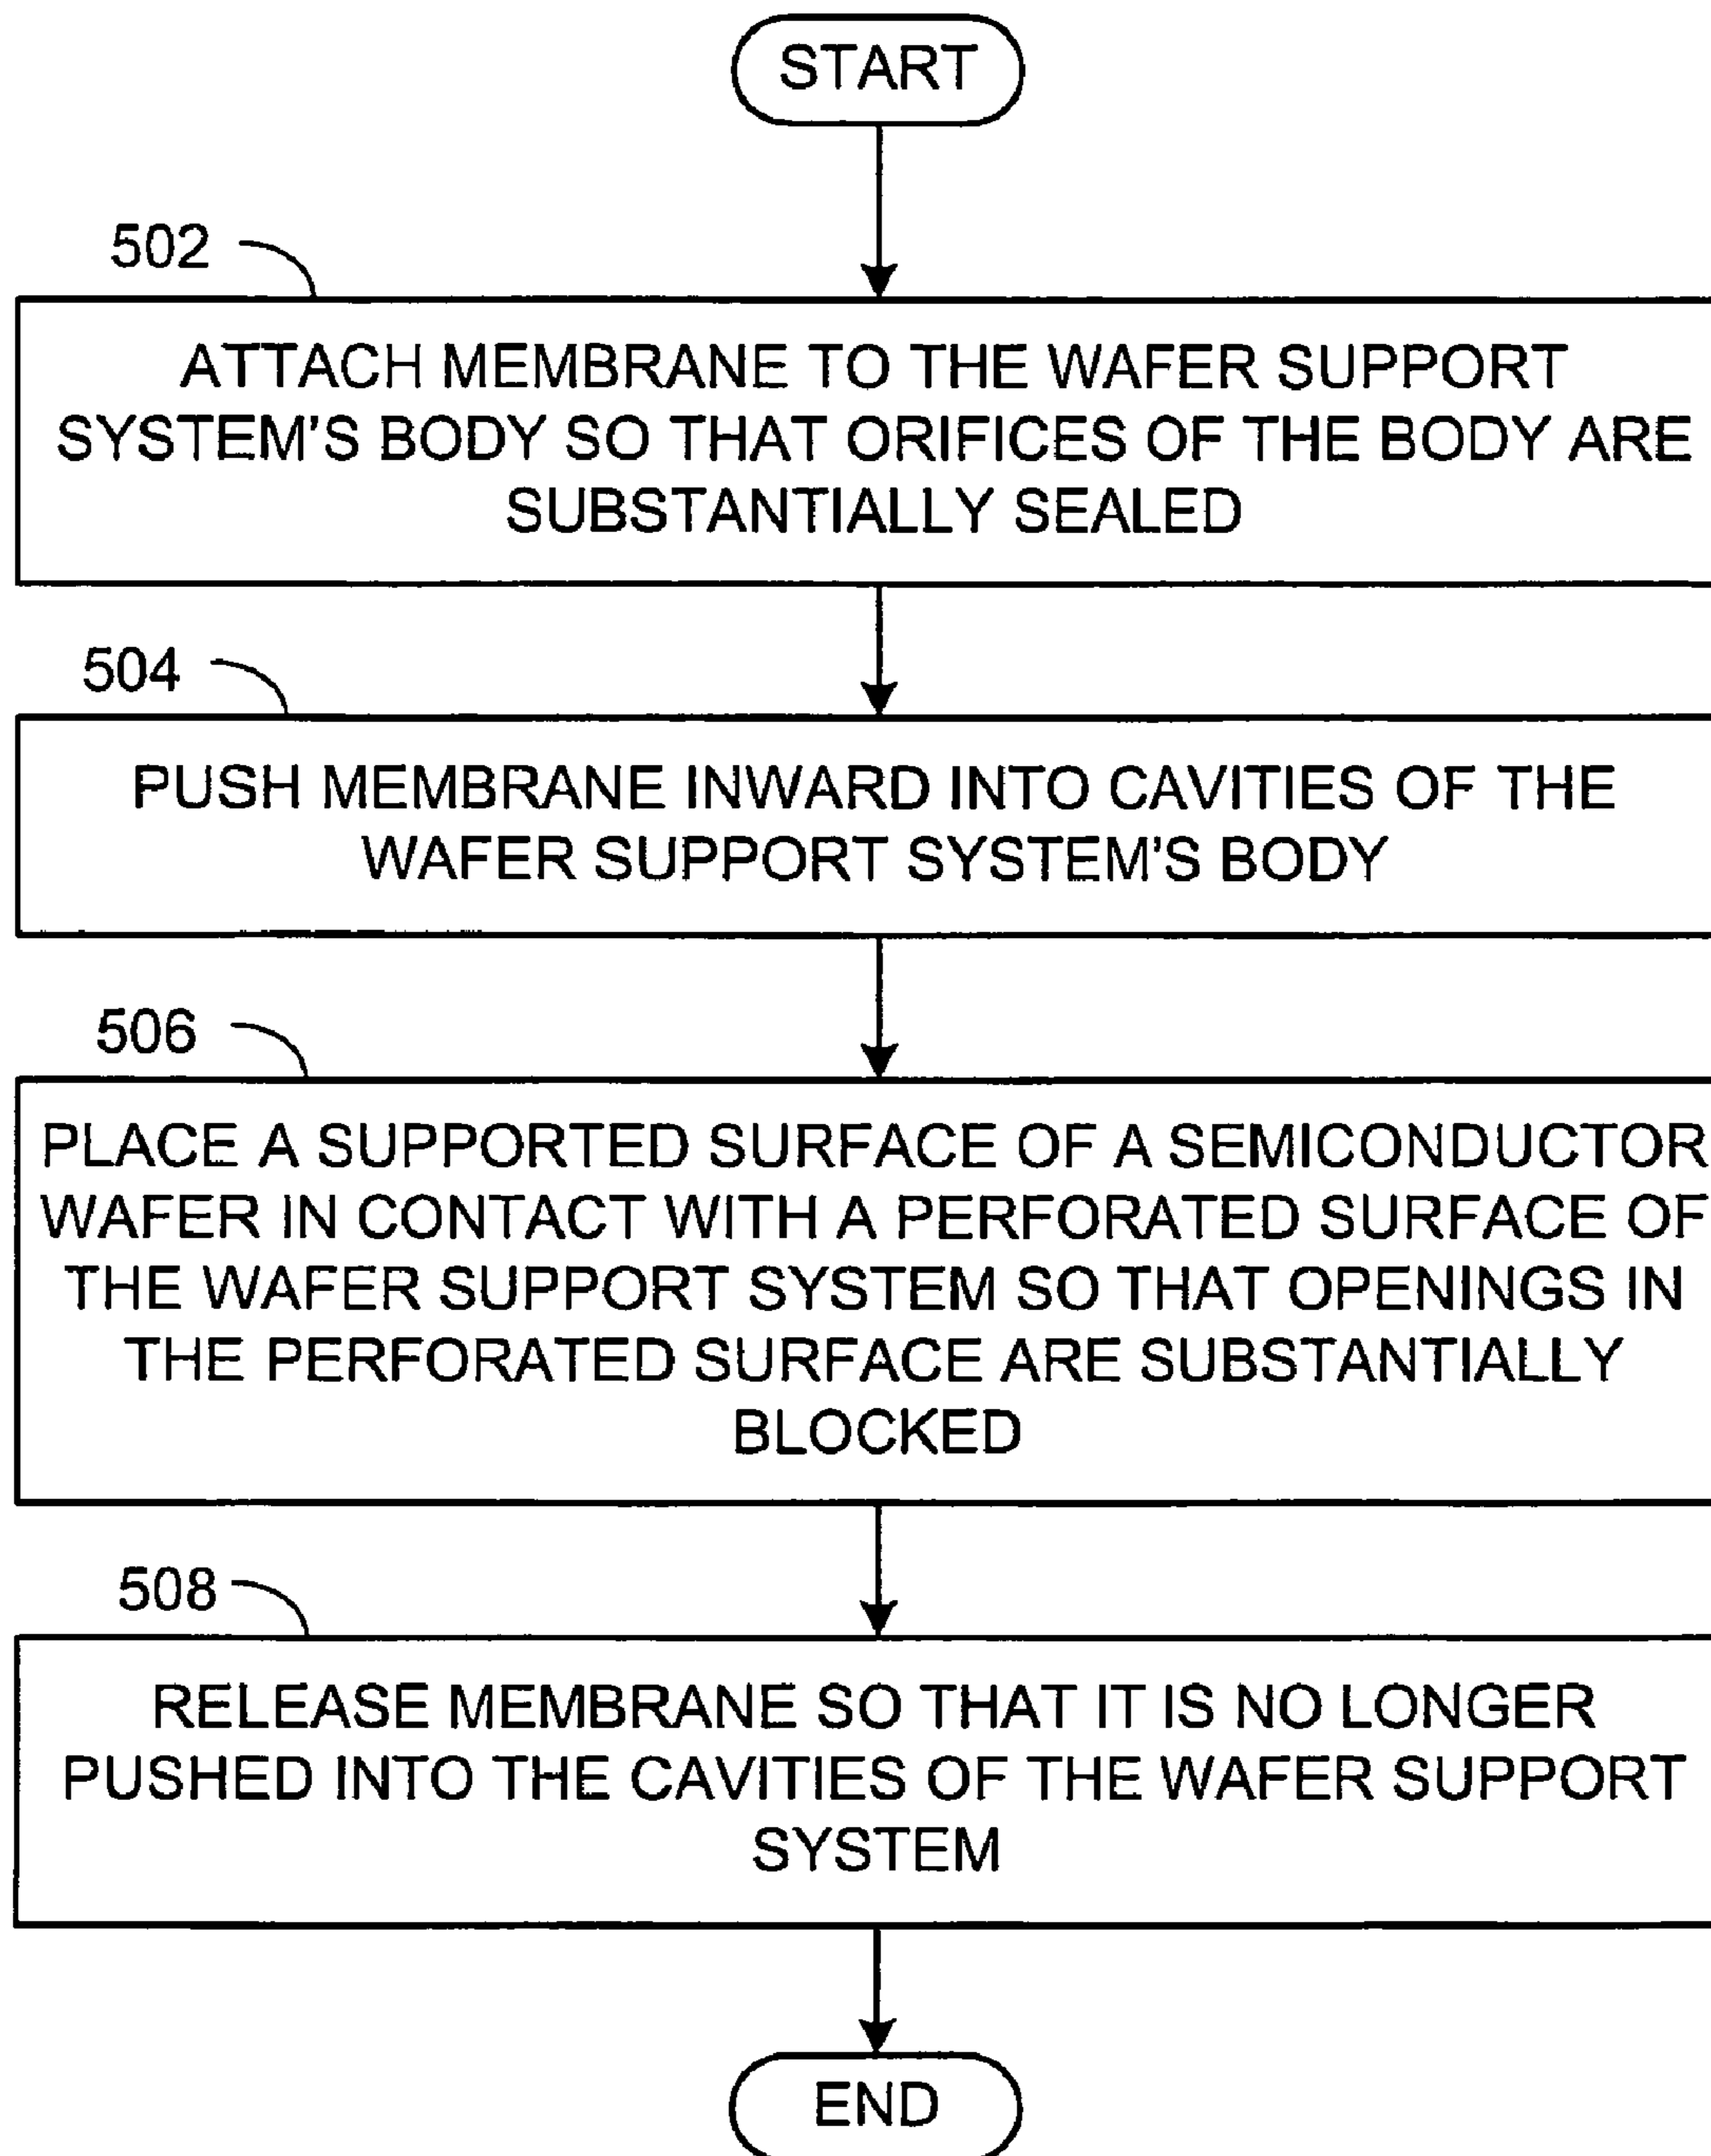 START
502
ATTACH MEMBRANE TO THE WAFER SUPPORT
SYSTEM'S BODY SO THAT ORIFICES OF THE BODY ARE
SUBSTANTIALLY SEALED
504
PUSH MEMBRANE INWARD INTO CAVITIES OF THE
WAFER SUPPORT SYSTEM'S BODY
506
PLACE A SUPPORTED SURFACE OF A SEMICONDUCTOR
WAFER IN CONTACT WITH A PERFORATED SURFACE OF
THE WAFER SUPPORT SYSTEM SO THAT OPENINGS IN
THE PERFORATED SURFACE ARE SUBSTANTIALLY
BLOCKED
508
RELEASE MEMBRANE SO THAT IT IS NO LONGER
PUSHED INTO THE CAVITIES OF THE WAFER SUPPORT
SYSTEM
END